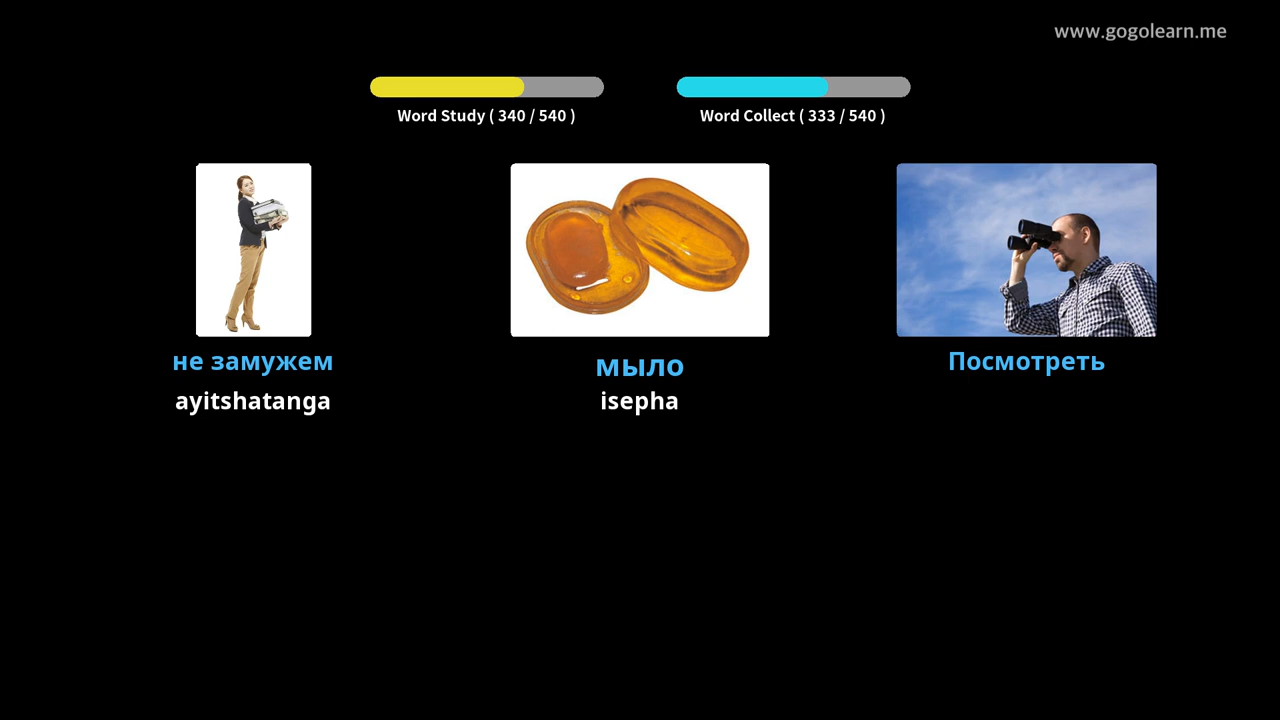 www.gogolearn.me
Word Study ( 340 / 540 )
Word Collect ( 333 / 540 )
не замужем
ayitshatanga
мыло
isepha
Посмотреть